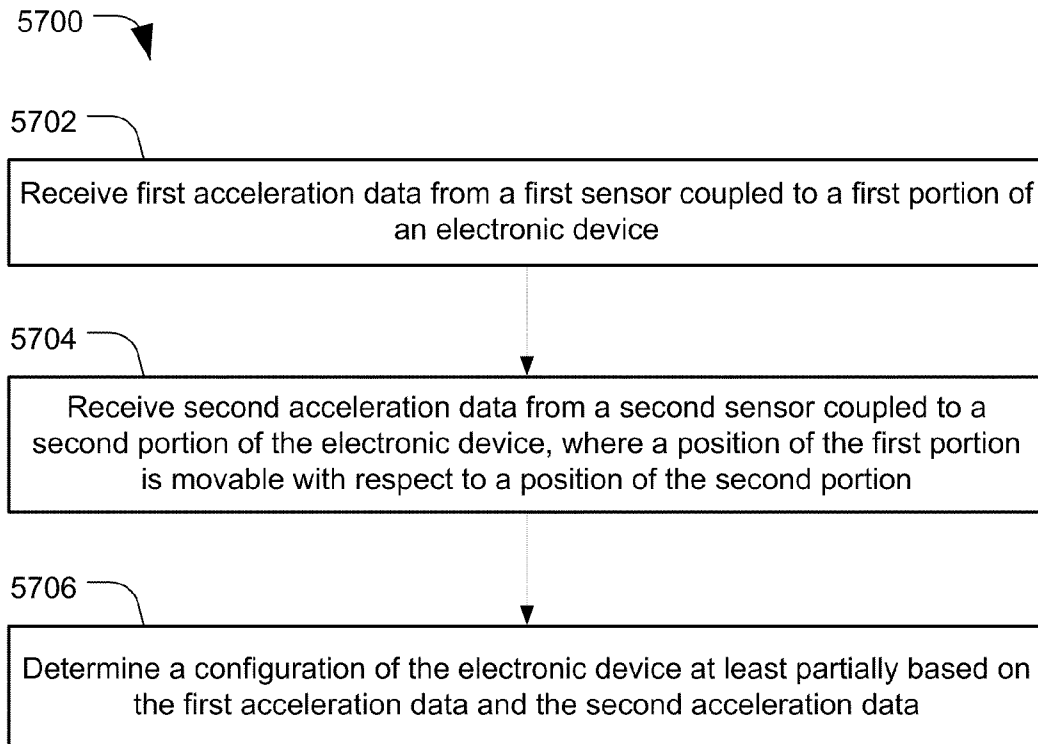 5700
5702
Receive first acceleration data from a first sensor coupled to a first portion of
an electronic device
5704
Receive second acceleration data from a second sensor coupled to a
second portion of the electronic device, where a position of the first portion
is movable with respect to a position of the second portion
5706
Determine a configuration of the electronic device at least partially based on
the first acceleration data and the second acceleration data